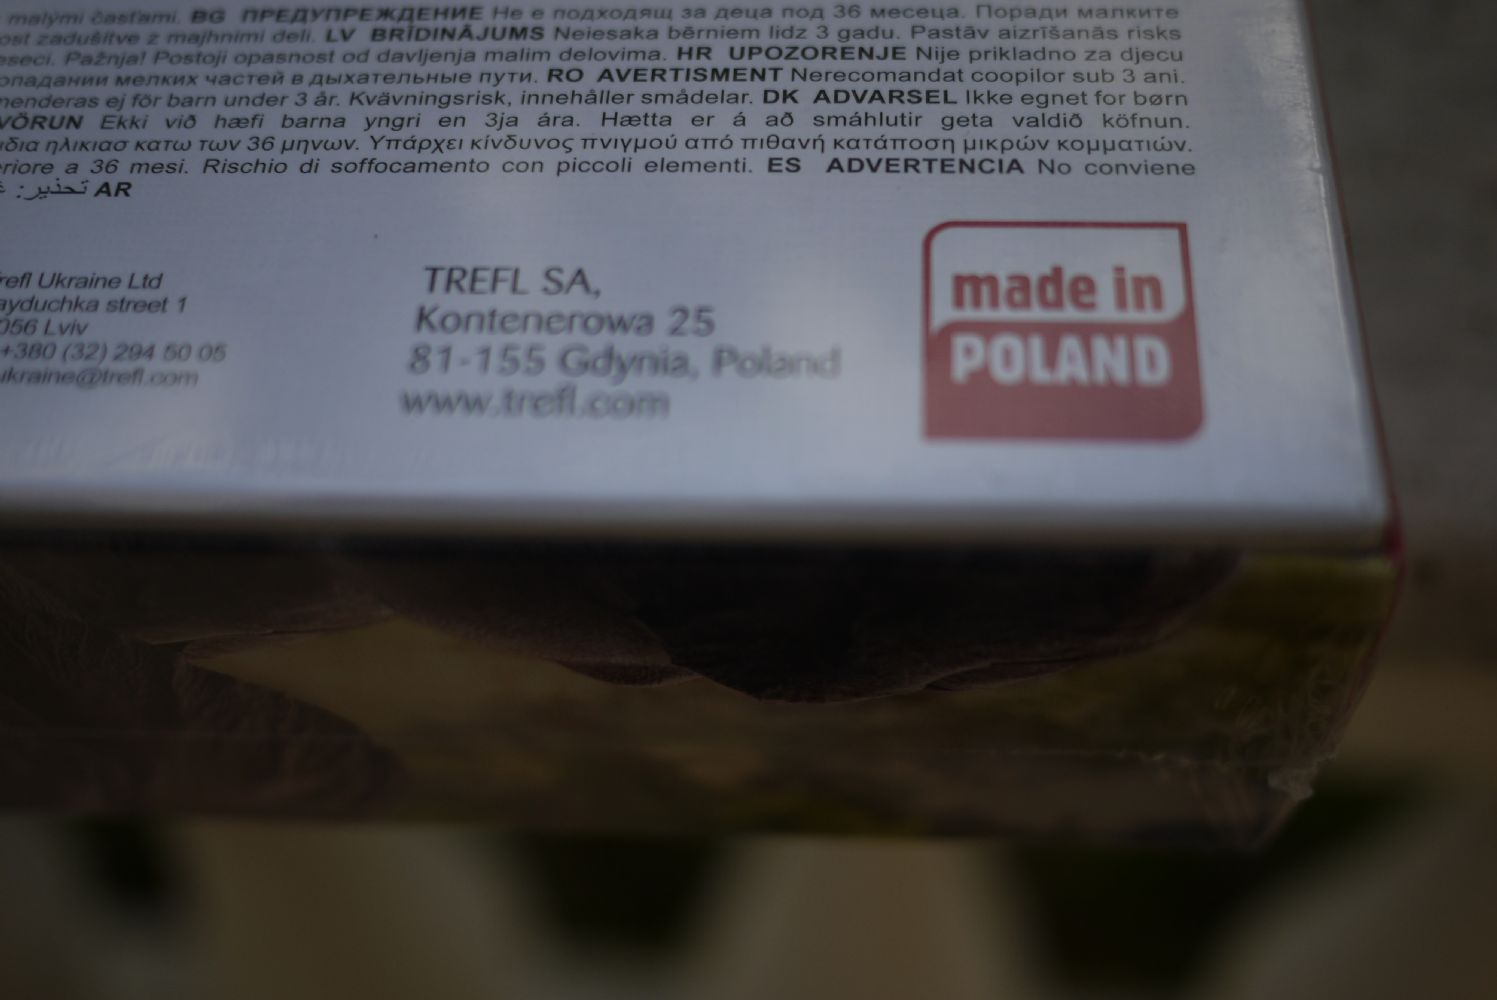 malými časťami. BG ПРЕДУПРЕЖДЕНИЕ Не е подходящ за деца под 36 месеца. Поради малките
ost zadušitve z majhnimi deli. LV BRĪDINĀJUMS Neiesaka bērniem lidz 3 gadu. Pastāv aizrīšanās risks
eseci. Pažnja! Postoji opasnost od davljenja malim delovima. HR UPOZORENJE Nije prikladno za djecu
опадании мелких частей в дыхательные пути. RO AVERTISMENT Nerecomandat coopilor sub 3 ani.
menderas ej för barn under 3 år. Kvävningsrisk, innehåller smådelar. DK ADVARSEL Ikke egnet for børn
VÖRUN Ekki við hæfi barna yngri en 3ja ára. Hætta er á að smáhlutir geta valdið köfnun.
ιδια ηλικιασ κατω των 36 μηνων. Υπάρχει κίνδυνος πνιγμού από πιθανή κατάποση μικρών κομματιών.
eriore a 36 mesi. Rischio di soffocamento con piccoli elementi. ES ADVERTENCIA No conviene
تحذير: AR
refl Ukraine Ltd
ayduchka street 1
056 Lviv
+380 (32) 294 50 05
ukraine@trefl.com
TREFL SA,
Kontenerowa 25
81-155 Gdynia, Poland
www.trefl.com
made in
POLAND